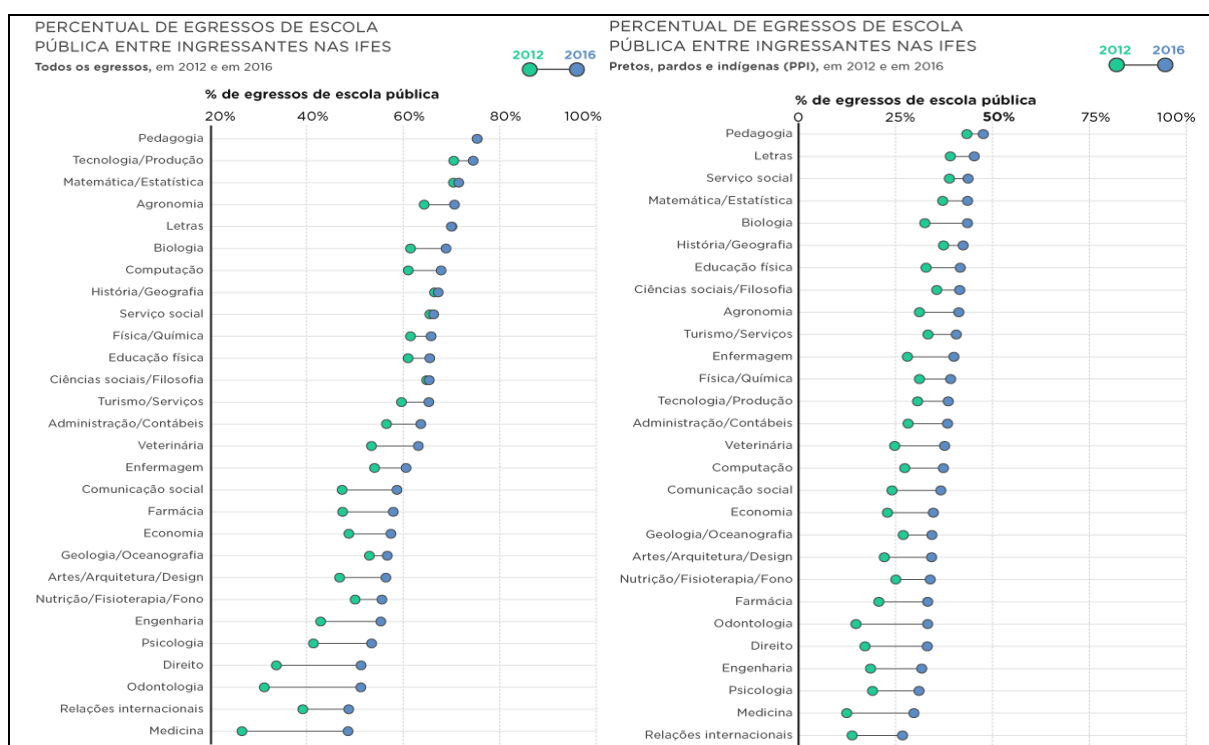 PERCENTUAL DE EGRESSOS DE ESCOLA
PÚBLICA ENTRE INGRESSANTES NAS IFES
Todos os egressos, em 2012 e em 2016
2012 2016
% de egressos de escola pública
20% 40% 60% 80% 100%
Pedagogia
Tecnologia/Produção
Matemática/Estatística
Agronomia
Letras
Biologia
Computação
História/Geografia
Serviço social
Física/Química
Educação física
Ciências sociais/Filosofia
Turismo/Serviços
Administração/Contábeis
Veterinária
Enfermagem
Comunicação social
Farmácia
Economia
Geologia/Oceanografia
Artes/Arquitetura/Design
Nutrição/Fisioterapia/Fono
Engenharia
Psicologia
Direito
Odontologia
Relações internacionais
Medicina
PERCENTUAL DE EGRESSOS DE ESCOLA
PÚBLICA ENTRE INGRESSANTES NAS IFES
Pretos, pardos e indígenas (PPI), em 2012 e em 2016
2012 2016
% de egressos de escola pública
0 25% 50% 75% 100%
Pedagogia
Letras
Serviço social
Matemática/Estatística
Biologia
História/Geografia
Educação física
Ciências sociais/Filosofia
Agronomia
Turismo/Serviços
Enfermagem
Física/Química
Tecnologia/Produção
Administração/Contábeis
Veterinária
Computação
Comunicação social
Economia
Geologia/Oceanografia
Artes/Arquitetura/Design
Nutrição/Fisioterapia/Fono
Farmácia
Odontologia
Direito
Engenharia
Psicologia
Medicina
Relações internacionais